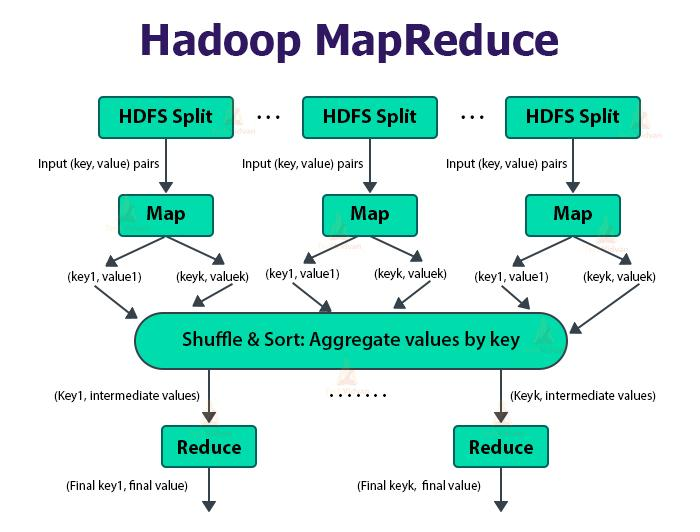 Hadoop MapReduce
HDFS Split ... HDFS Split ... HDFS Split
Input (key, value) pairs Input (key, value) pairs Input (key, value) pairs
Map Map Map
(key1, value1) (keyk, valuek) (key1, value1) (keyk, valuek) (key1, value1) (keyk, valuek)
Shuffle & Sort: Aggregate values by key
(Key1, intermediate values) ....... (Keyk, intermediate values)
Reduce Reduce
(Final key1, final value) (Final keyk, final value)